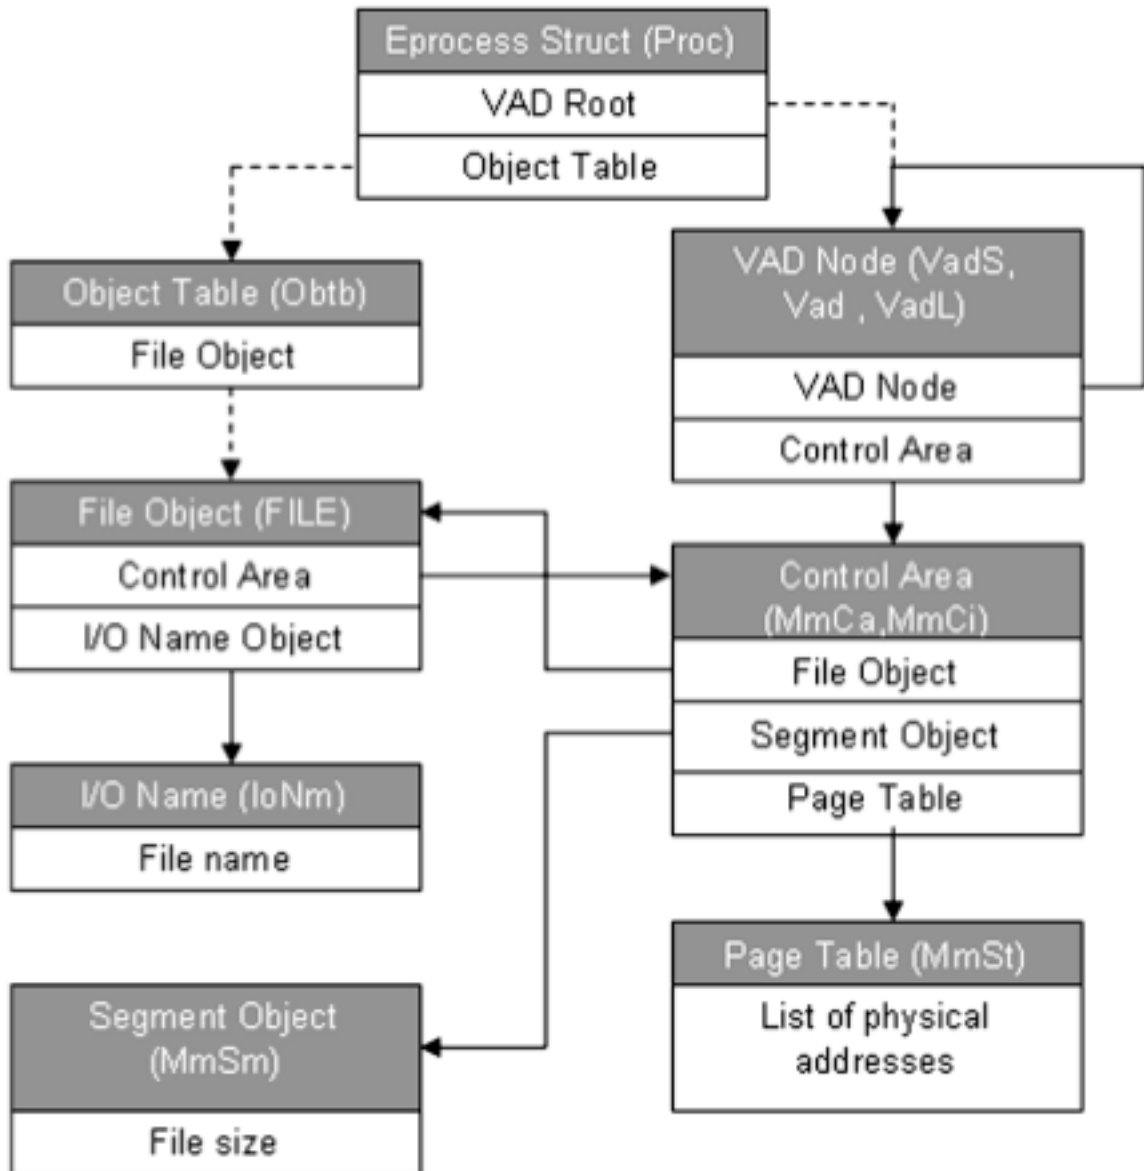 Eprocess Struct (Proc)
VAD Root
Object Table
Object Table (Obtb)
File Object
VAD Node (VadS,
Vad , VadL)
VAD Node
Control Area
File Object (FILE)
Control Area
I/O Name Object
Control Area
(MmCa,MmCi)
File Object
Segment Object
Page Table
I/O Name (IoNm)
File name
Page Table (MmSt)
List of physical
addresses
Segment Object
(MmSm)
File size